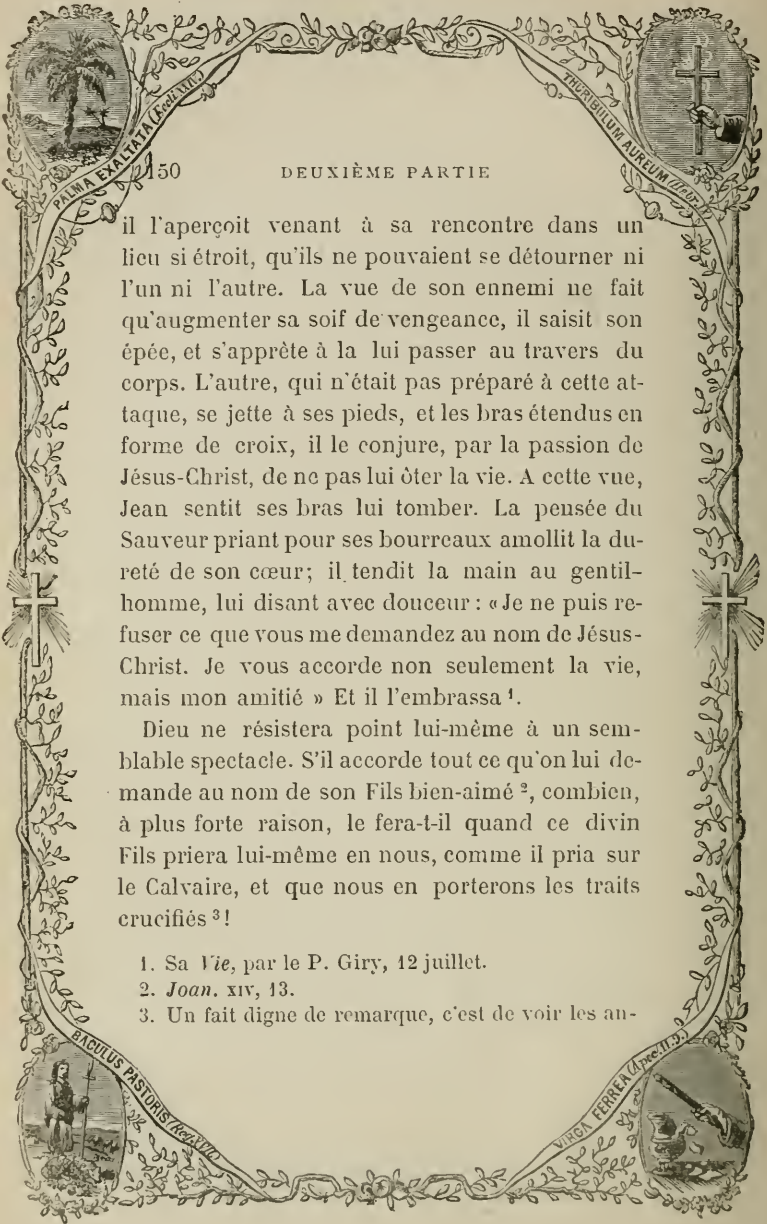 PALMA EXALTATA (Eccli XXIV)
THURIBULUM AUREUM (Hebr.
150 DEUXIÈME PARTIE
il l'aperçoit venant à sa rencontre dans un
lieu si étroit, qu'ils ne pouvaient se détourner ni
l'un ni l'autre. La vue de son ennemi ne fait
qu'augmenter sa soif de vengeance, il saisit son
épée, et s'apprète à la lui passer au travers du
corps. L'autre, qui n'était pas préparé à cette at-
taque, se jette à ses pieds, et les bras étendus en
forme de croix, il le conjure, par la passion de
Jésus-Christ, de ne pas lui ôter la vie. A cette vue,
Jean sentit ses bras lui tomber. La pensée du
Sauveur priant pour ses bourreaux amollit la du-
reté de son cœur; il tendit la main au gentil-
homme, lui disant avec douceur : « Je ne puis re-
fuser ce que vous me demandez au nom de Jésus-
Christ. Je vous accorde non seulement la vie,
mais mon amitié » Et il l'embrassa ¹.
Dieu ne résistera point lui-même à un sem-
blable spectacle. S'il accorde tout ce qu'on lui de-
mande au nom de son Fils bien-aimé ², combien,
à plus forte raison, le fera-t-il quand ce divin
Fils priera lui-même en nous, comme il pria sur
le Calvaire, et que nous en porterons les traits
crucifiés ³!
1. Sa Vie, par le P. Giry, 12 juillet.
2. Joan. XIV, 13.
3. Un fait digne de remarque, c'est de voir les an-
BACULUS PASTORIS
VIRGA FERREA (Apec. II. 9.)